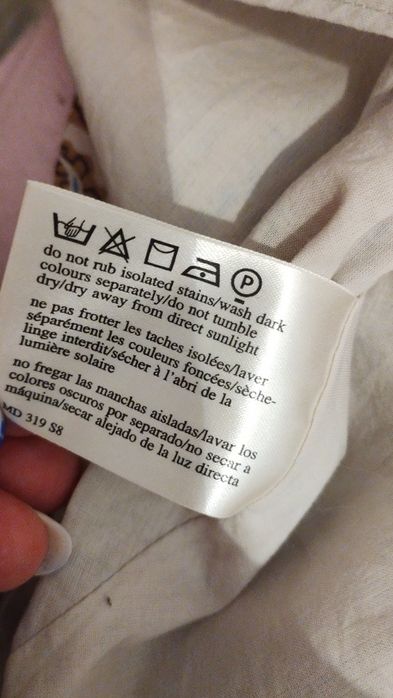 P
do not rub isolated stains/wash dark
colours separately/do not tumble
dry/dry away from direct sunlight
ne pas frotter les taches isolées/laver
séparément les couleurs foncées/sèche-
linge interdit/sécher à l'abri de la
lumière solaire
no fregar las manchas aisladas/lavar los
colores oscuros por separado/no secar a
máquina/secar alejado de la luz directa
MD 319 S8